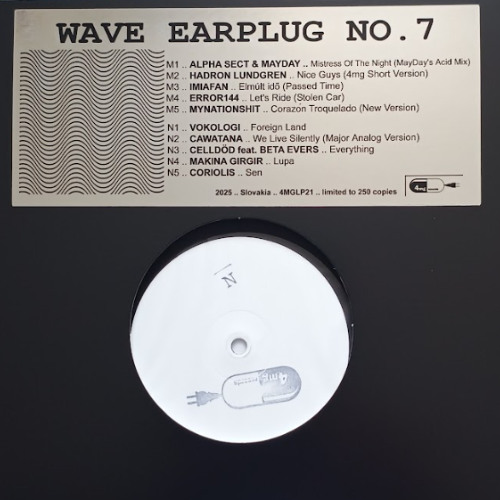 WAVE EARPLUG NO.7
M1 .. ALPHA SECT & MAYDAY .. Mistress Of The Night (MayDay's Acid Mix)
M2 .. HADRON LUNDGREN .. Nice Guys (4mg Short Version)
M3 .. IMIAFAN .. Elmúlt idő (Passed Time)
M4 .. ERROR144 .. Let's Ride (Stolen Car)
M5 .. MYNATIONSHIT .. Corazón Troquelado (New Version)
N1 .. VOKOLOGI .. Foreign Land
N2 .. CAWATANA .. We Live Silently (Major Analog Version)
N3 .. CELLDÖD feat. BETA EVERS .. Everything
N4 .. MAKINA GIRGIR .. Lupa
N5 .. CORIOLIS .. Sen
2025 .. Slovakia .. 4MGLP21 .. limited to 250 copies
4mg
N
4mg